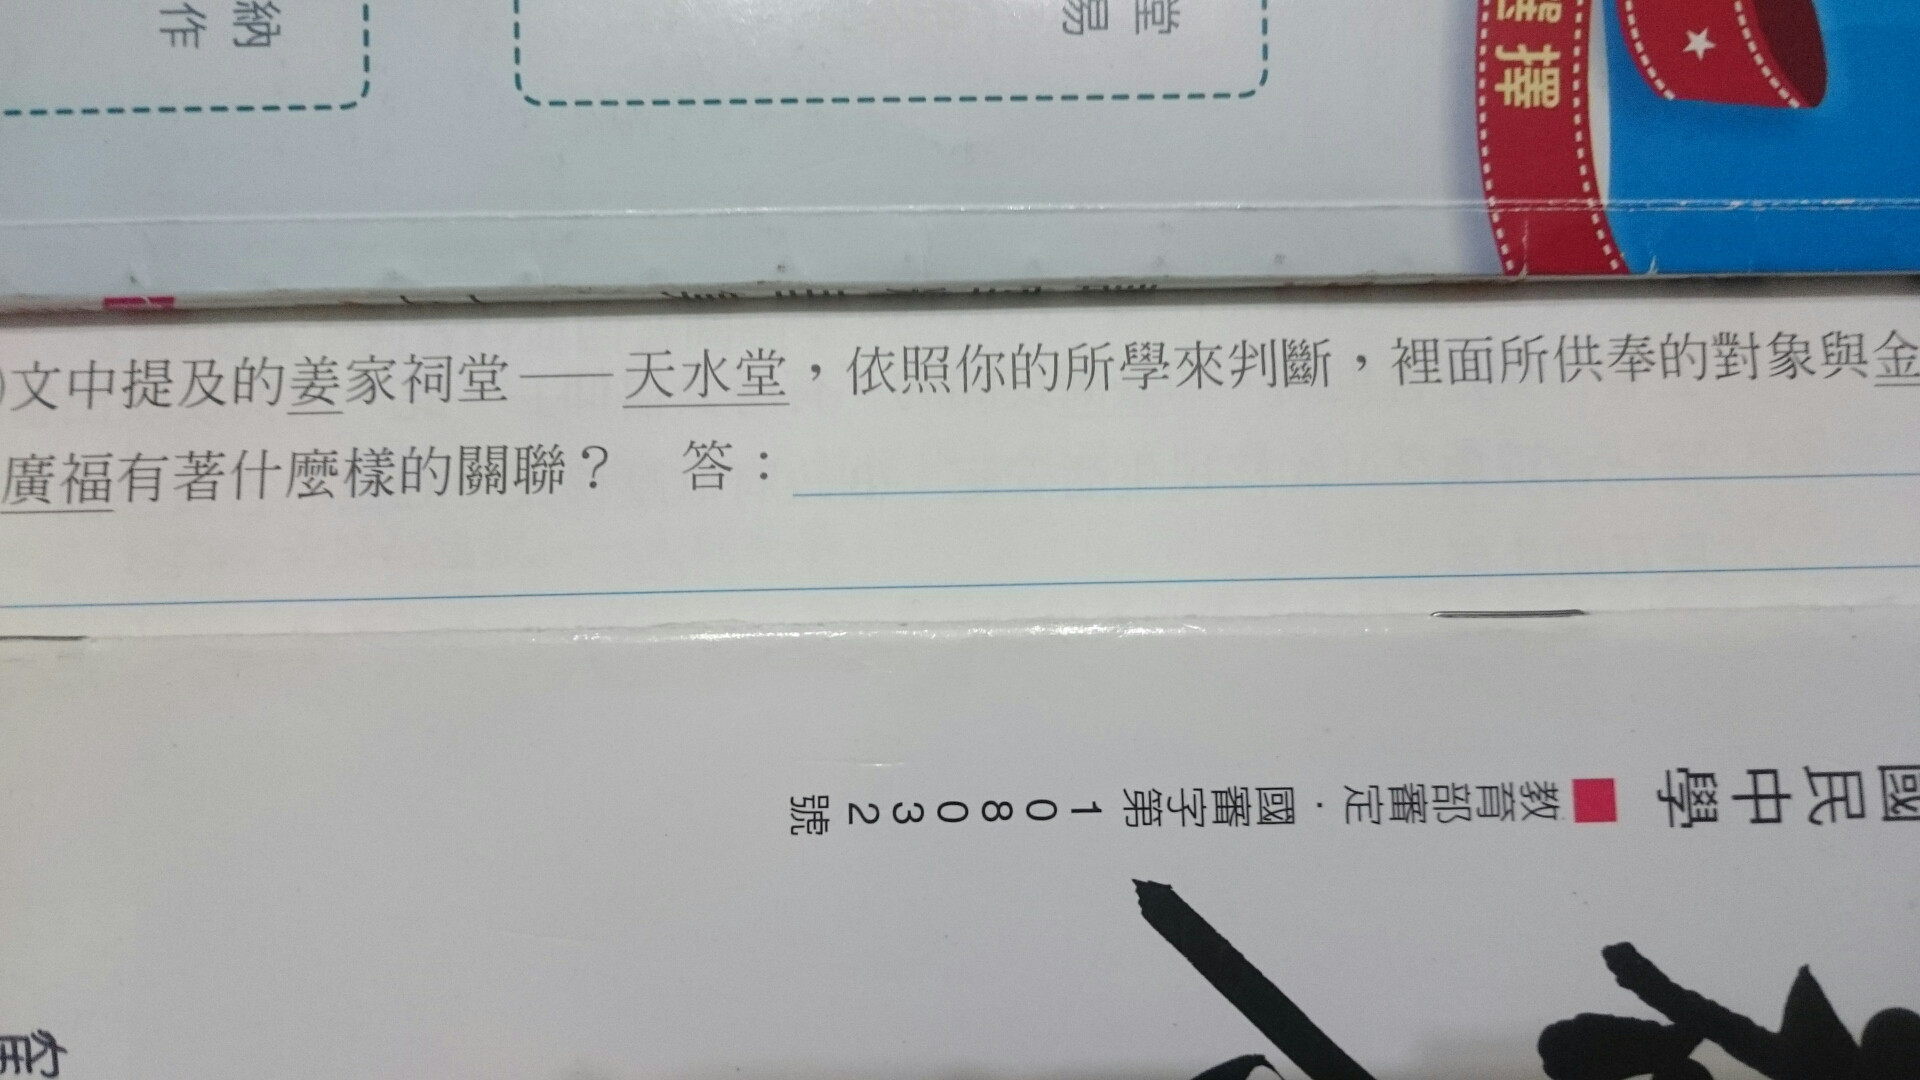 納
作
堂
易
擇
文中提及的姜家祠堂——天水堂，依照你的所學來判斷，裡面所供奉的對象與金
廣福有著什麼樣的關聯？　答：
國民中學
■教育部審定．國審字第108032號